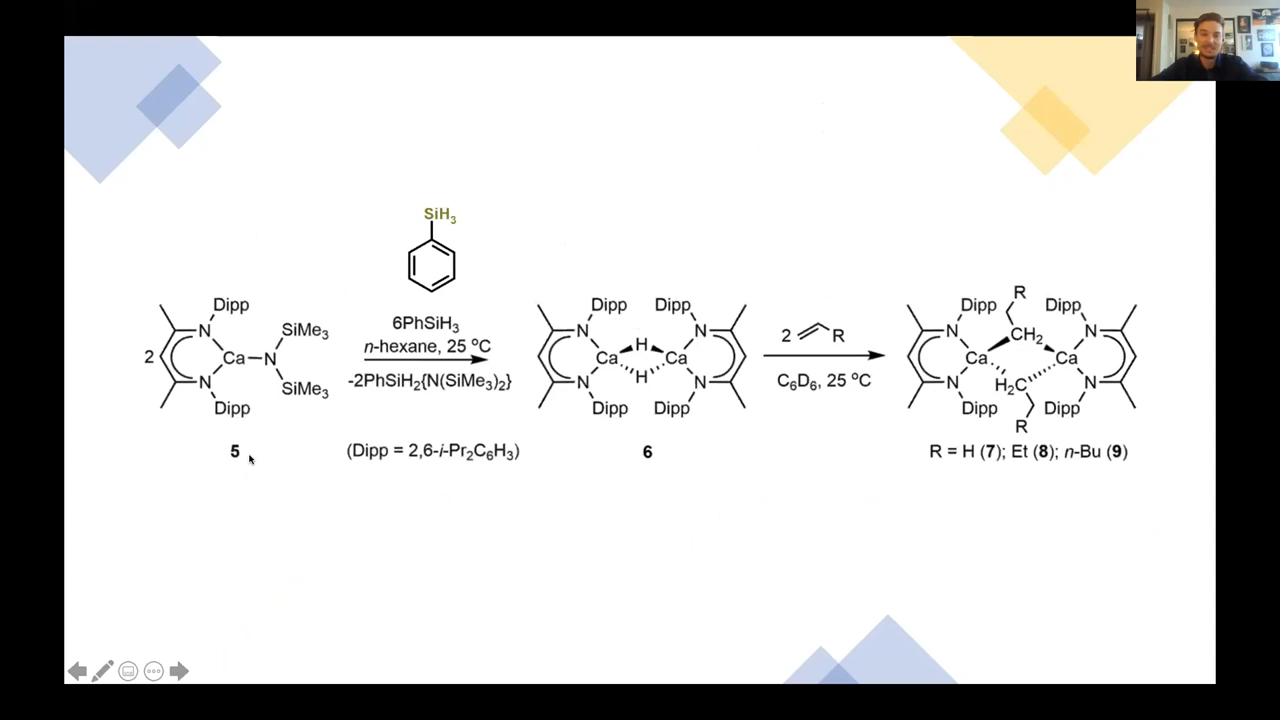 SiH3
Dipp
N
SiMe3
2
Ca
N
N
SiMe3
Dipp
5
6PhSiH3
n-hexane, 25 ºC
-2PhSiH2{N(SiMe3)2}
(Dipp = 2,6-i-Pr2C6H3)
Dipp
Dipp
N
N
H
Ca
Ca
H
N
N
Dipp
Dipp
6
2
R
C6D6, 25 ºC
R
Dipp
Dipp
N
CH2
N
Ca
Ca
N
H2C
N
Dipp
Dipp
R
R = H (7); Et (8); n-Bu (9)